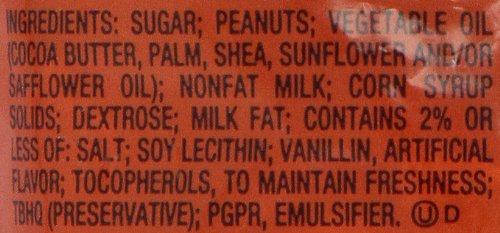 INGREDIENTS: SUGAR; PEANUTS; VEGETABLE OIL
(COCOA BUTTER, PALM, SHEA, SUNFLOWER AND/OR
SAFFLOWER OIL); NONFAT MILK; CORN SYRUP
SOLIDS; DEXTROSE; MILK FAT; CONTAINS 2% OR
LESS OF: SALT; SOY LECITHIN; VANILLIN, ARTIFICIAL
FLAVOR; TOCOPHEROLS, TO MAINTAIN FRESHNESS;
TBHQ (PRESERVATIVE); PGPR, EMULSIFIER. Ⓤ D